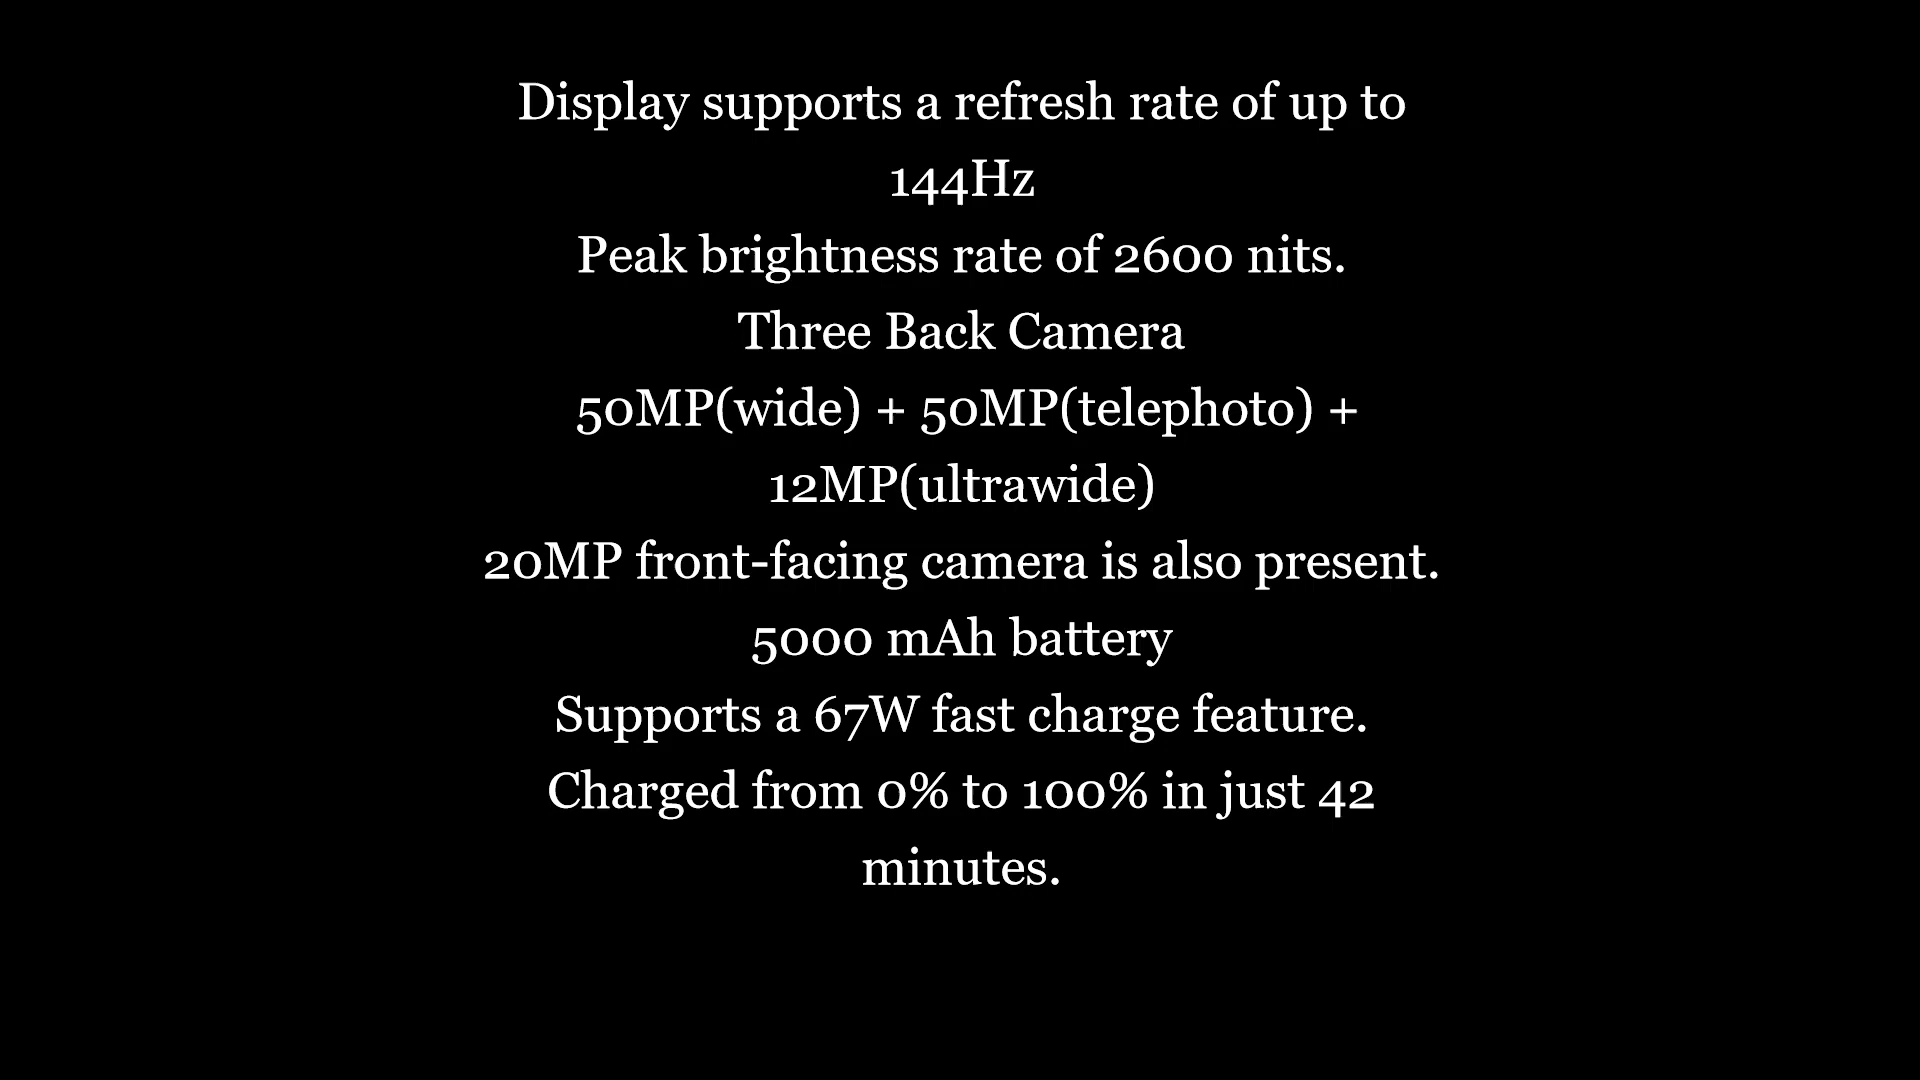 Display supports a refresh rate of up to
144Hz
Peak brightness rate of 2600 nits.
Three Back Camera
50MP(wide) + 50MP(telephoto) +
12MP(ultrawide)
20MP front-facing camera is also present.
5000 mAh battery
Supports a 67W fast charge feature.
Charged from 0% to 100% in just 42
minutes.